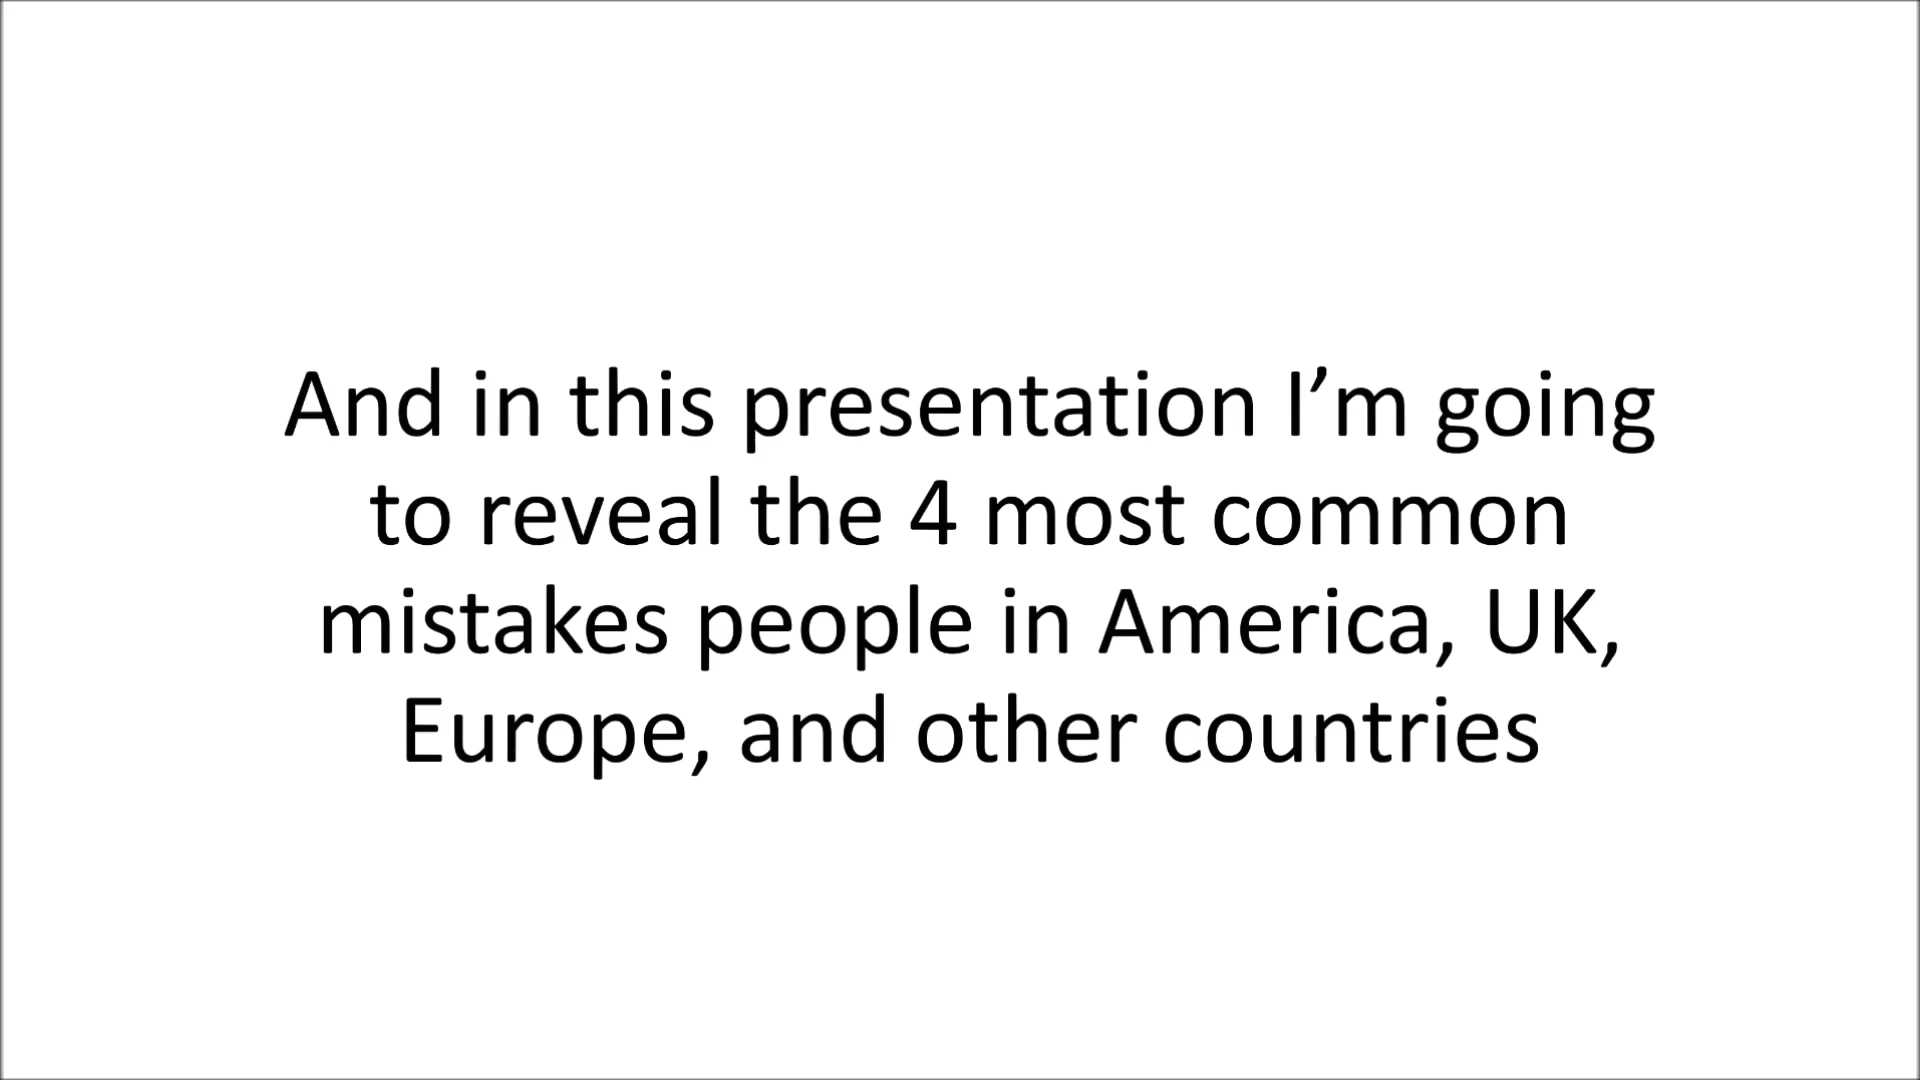 And in this presentation I’m going
to reveal the 4 most common
mistakes people in America, UK,
Europe, and other countries